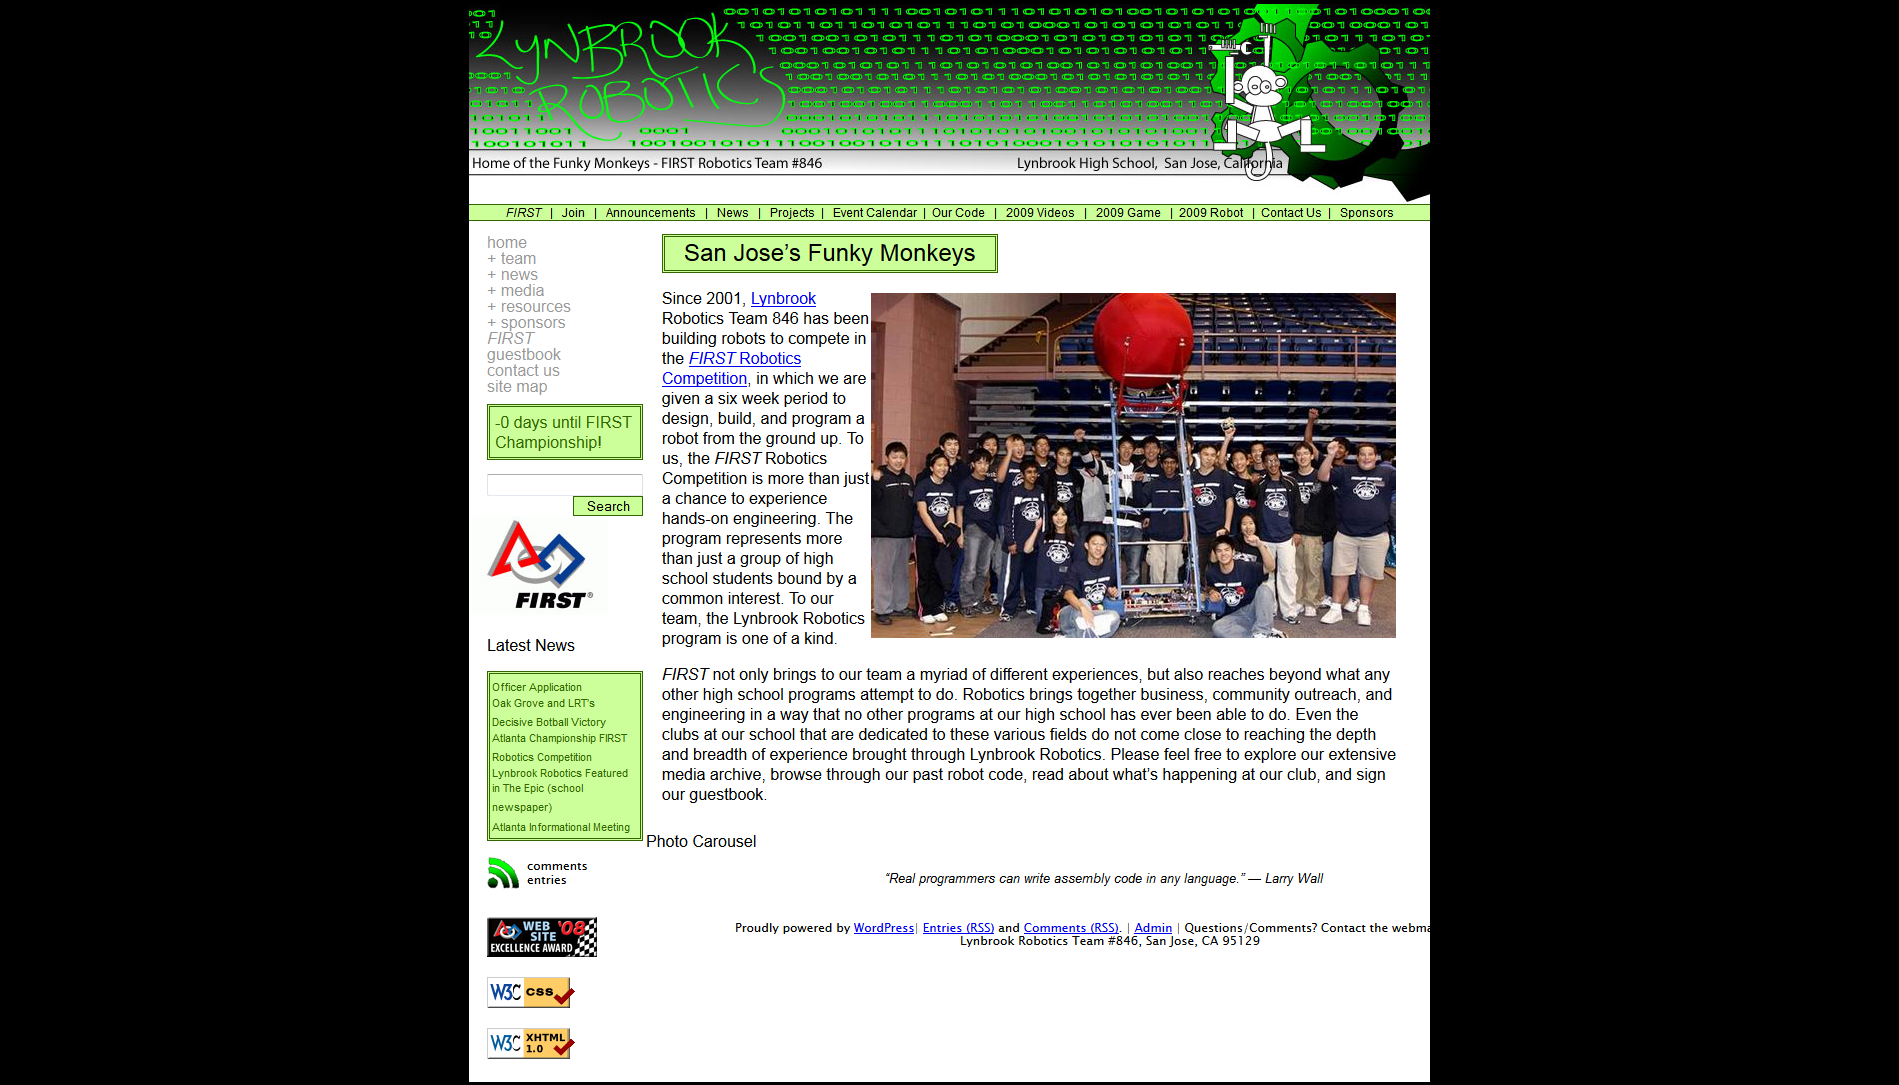 LYNBROOK
ROBOTICS
Home of the Funky Monkeys - FIRST Robotics Team #846
Lynbrook High School, San Jose, California
FIRST | Join | Announcements | News | Projects | Event Calendar | Our Code | 2009 Videos | 2009 Game | 2009 Robot | Contact Us | Sponsors
home
+ team
+ news
+ media
+ resources
+ sponsors
FIRST
guestbook
contact us
site map
-0 days until FIRST
Championship!
Search
FIRST®
Latest News
Officer Application
Oak Grove and LRT's
Decisive Botball Victory
Atlanta Championship FIRST
Robotics Competition
Lynbrook Robotics Featured
in The Epic (school
newspaper)
Atlanta Informational Meeting
comments
entries
WEB '08
SITE
EXCELLENCE AWARD
W3C CSS
W3C XHTML
1.0
San Jose’s Funky Monkeys
Since 2001, Lynbrook
Robotics Team 846 has been
building robots to compete in
the FIRST Robotics
Competition, in which we are
given a six week period to
design, build, and program a
robot from the ground up. To
us, the FIRST Robotics
Competition is more than just
a chance to experience
hands-on engineering. The
program represents more
than just a group of high
school students bound by a
common interest. To our
team, the Lynbrook Robotics
program is one of a kind.
FIRST not only brings to our team a myriad of different experiences, but also reaches beyond what any
other high school programs attempt to do. Robotics brings together business, community outreach, and
engineering in a way that no other programs at our high school has ever been able to do. Even the
clubs at our school that are dedicated to these various fields do not come close to reaching the depth
and breadth of experience brought through Lynbrook Robotics. Please feel free to explore our extensive
media archive, browse through our past robot code, read about what’s happening at our club, and sign
our guestbook.
Photo Carousel
“Real programmers can write assembly code in any language.” — Larry Wall
Proudly powered by WordPress| Entries (RSS) and Comments (RSS). | Admin | Questions/Comments? Contact the webma
Lynbrook Robotics Team #846, San Jose, CA 95129